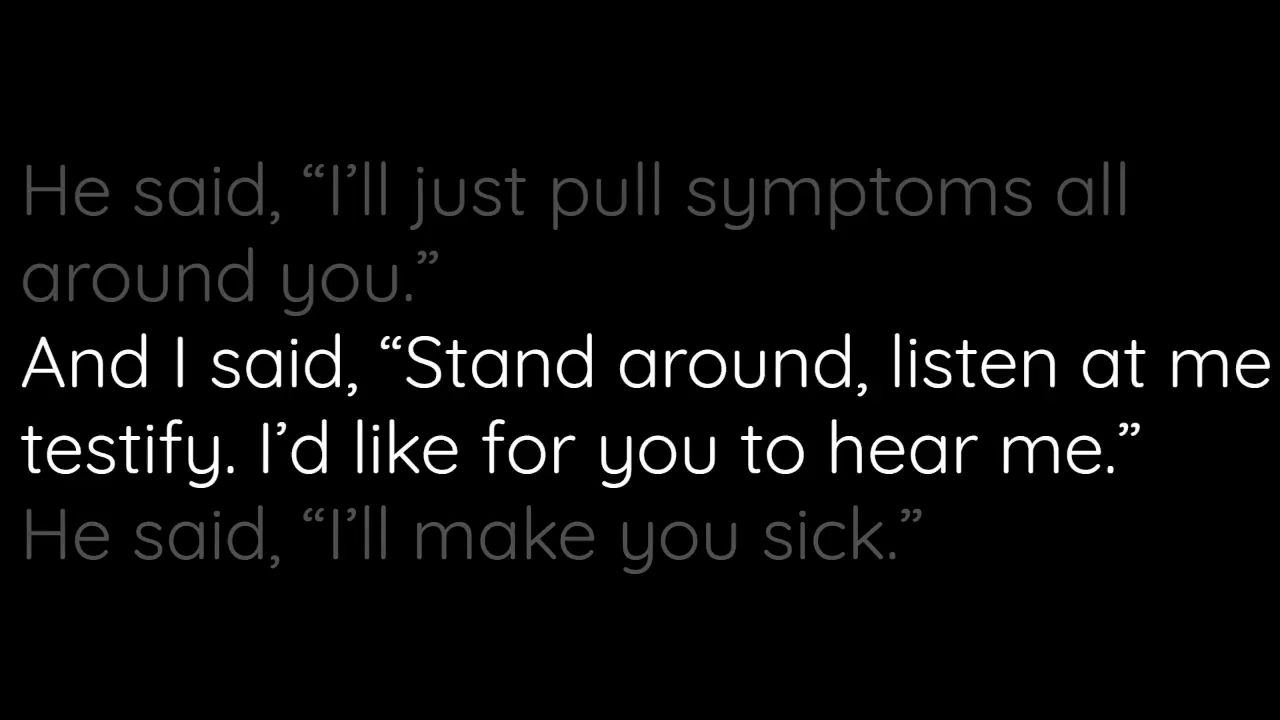 He said, “I’ll just pull symptoms all
around you.”
And I said, “Stand around, listen at me
testify. I’d like for you to hear me.”
He said, “I’ll make you sick.”